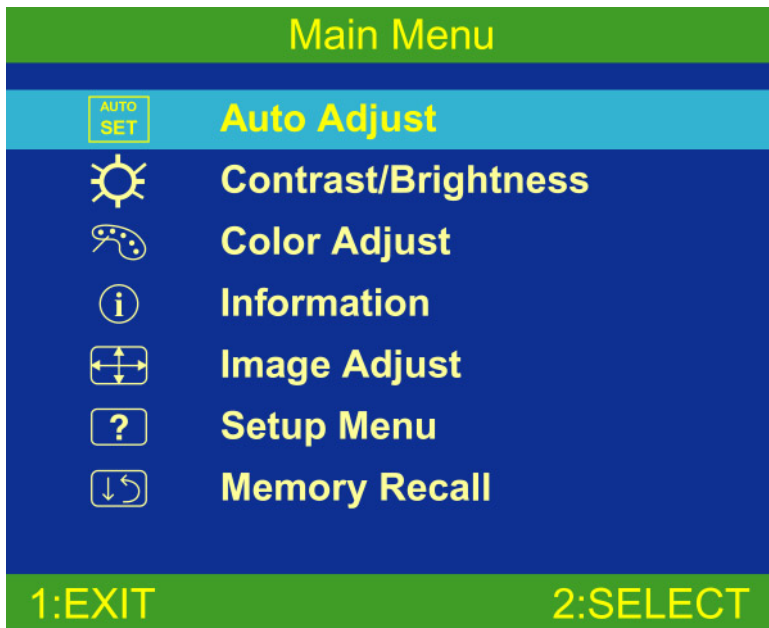 Main Menu
AUTO
SET
Auto Adjust
Contrast/Brightness
Color Adjust
i
Information
Image Adjust
?
Setup Menu
Memory Recall
1:EXIT 2:SELECT